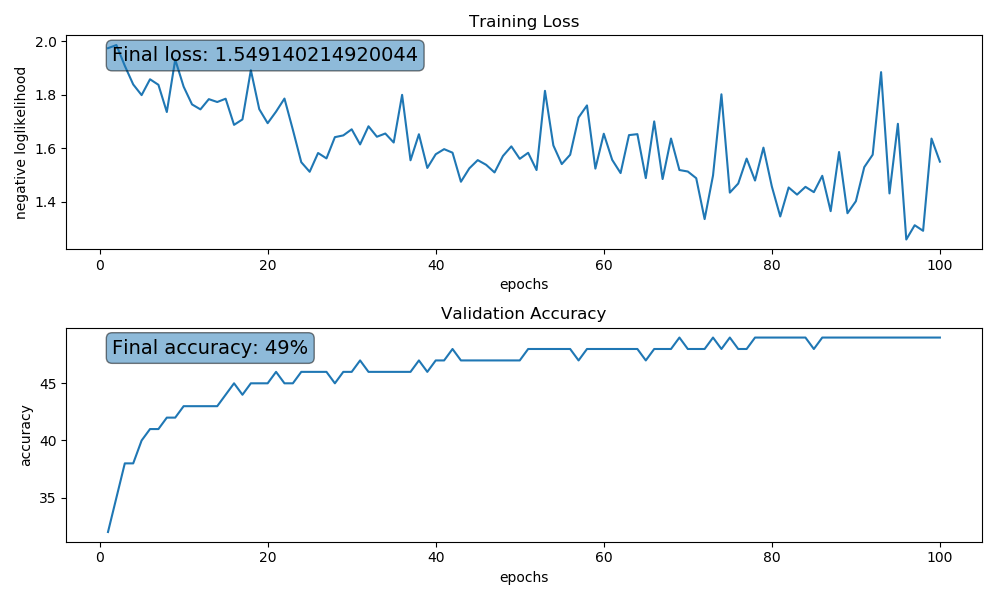 Training Loss
Final loss: 1.549140214920044
2.0
1.8
1.6
1.4
negative loglikelihood
0 20 40 60 80 100
epochs
Validation Accuracy
Final accuracy: 49%
45
40
35
accuracy
0 20 40 60 80 100
epochs